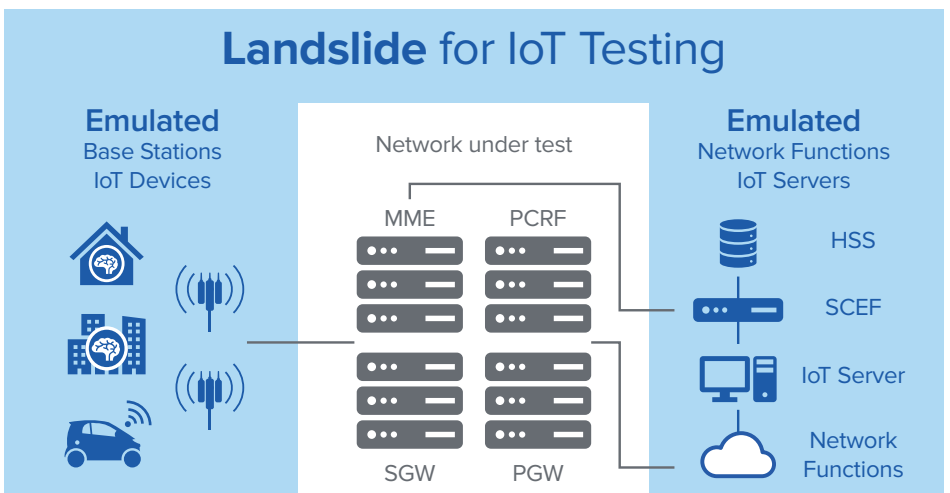 Landslide for IoT Testing
Emulated
Base Stations
IoT Devices
Network under test
MME
PCRF
SGW
PGW
Emulated
Network Functions
IoT Servers
HSS
SCEF
IoT Server
Network
Functions